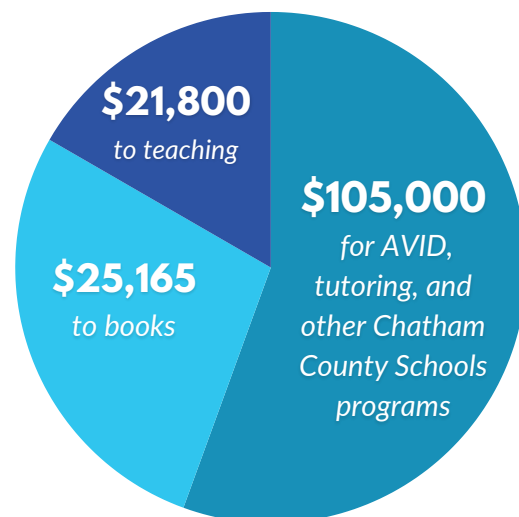 $21,800
to teaching
$105,000
for AVID,
tutoring, and
other Chatham
County Schools
programs
$25,165
to books